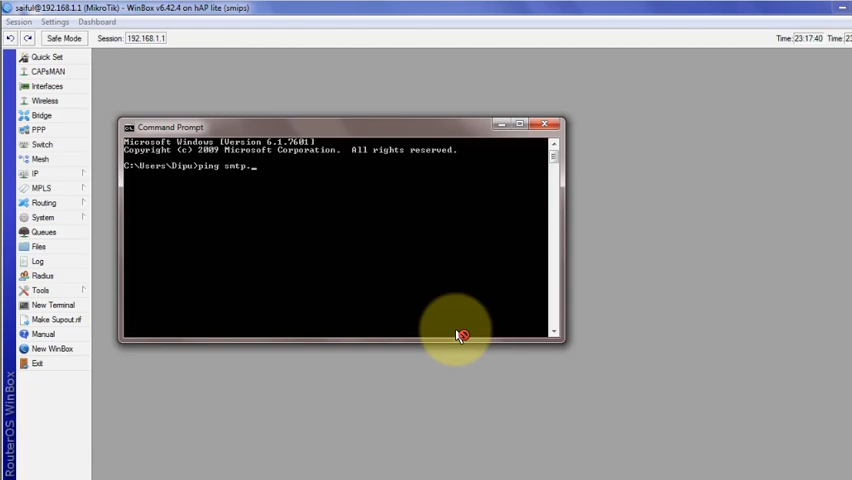 saiful@192.168.1.1 (MikroTik) - WinBox v6.42.4 on hAP lite (smips)
Session Settings Dashboard
Safe Mode Session: 192.168.1.1 Time: 23:17:40 Date:
Quick Set
CAPsMAN
Interfaces
Wireless
Bridge
PPP
Switch
Mesh
IP
MPLS
Routing
System
Queues
Files
Log
Radius
Tools
New Terminal
Make Supout.rif
Manual
New WinBox
Exit
RouterOS WinBox
Command Prompt
Microsoft Windows [Version 6.1.7601]
Copyright (c) 2009 Microsoft Corporation. All rights reserved.
C:\Users\Dipu>ping smtp._